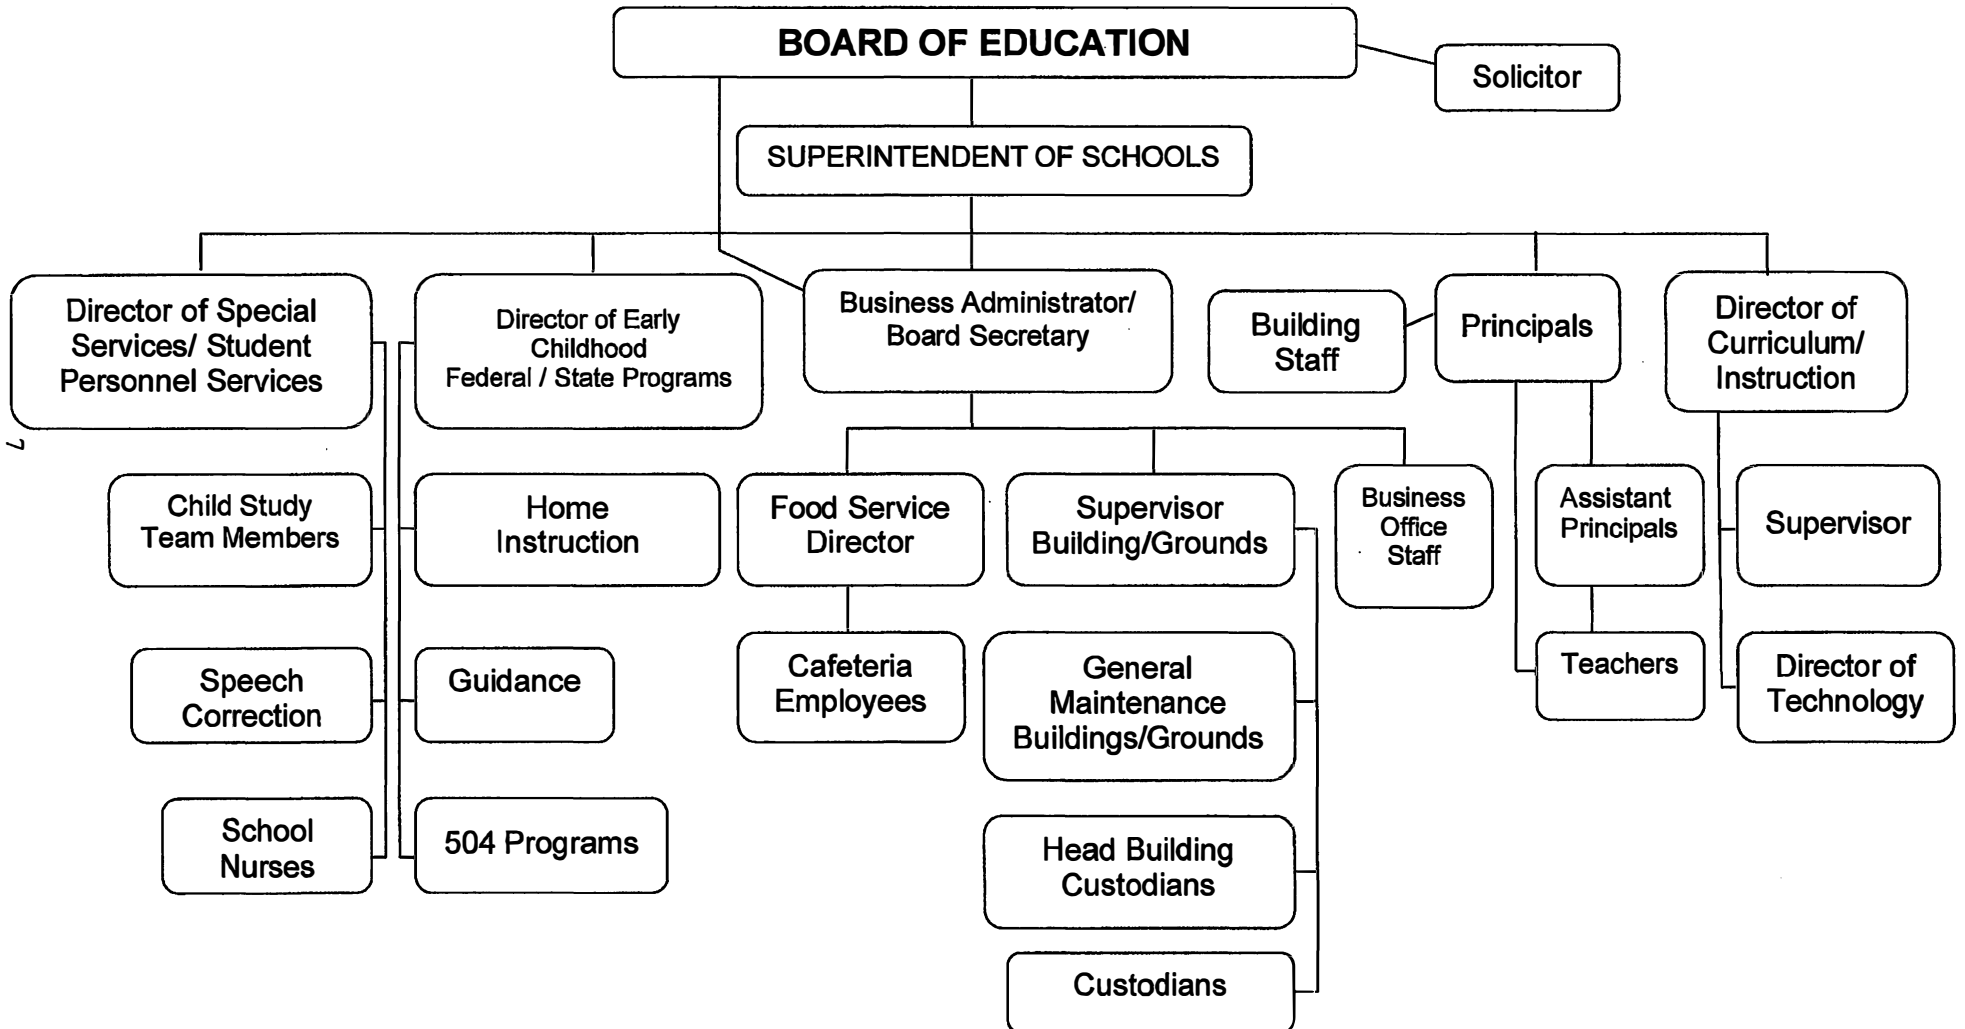 BOARD OF EDUCATION
Solicitor
SUPERINTENDENT OF SCHOOLS
Director of Special
Services/ Student
Personnel Services
Director of Early
Childhood
Federal / State Programs
Business Administrator/
Board Secretary
Building
Staff
Principals
Director of
Curriculum/
Instruction
7
Child Study
Team Members
Home
Instruction
Food Service
Director
Supervisor
Building/Grounds
Business
Office
Staff
Assistant
Principals
Supervisor
Speech
Correction
Guidance
Cafeteria
Employees
General
Maintenance
Buildings/Grounds
Teachers
Director of
Technology
School
Nurses
504 Programs
Head Building
Custodians
Custodians